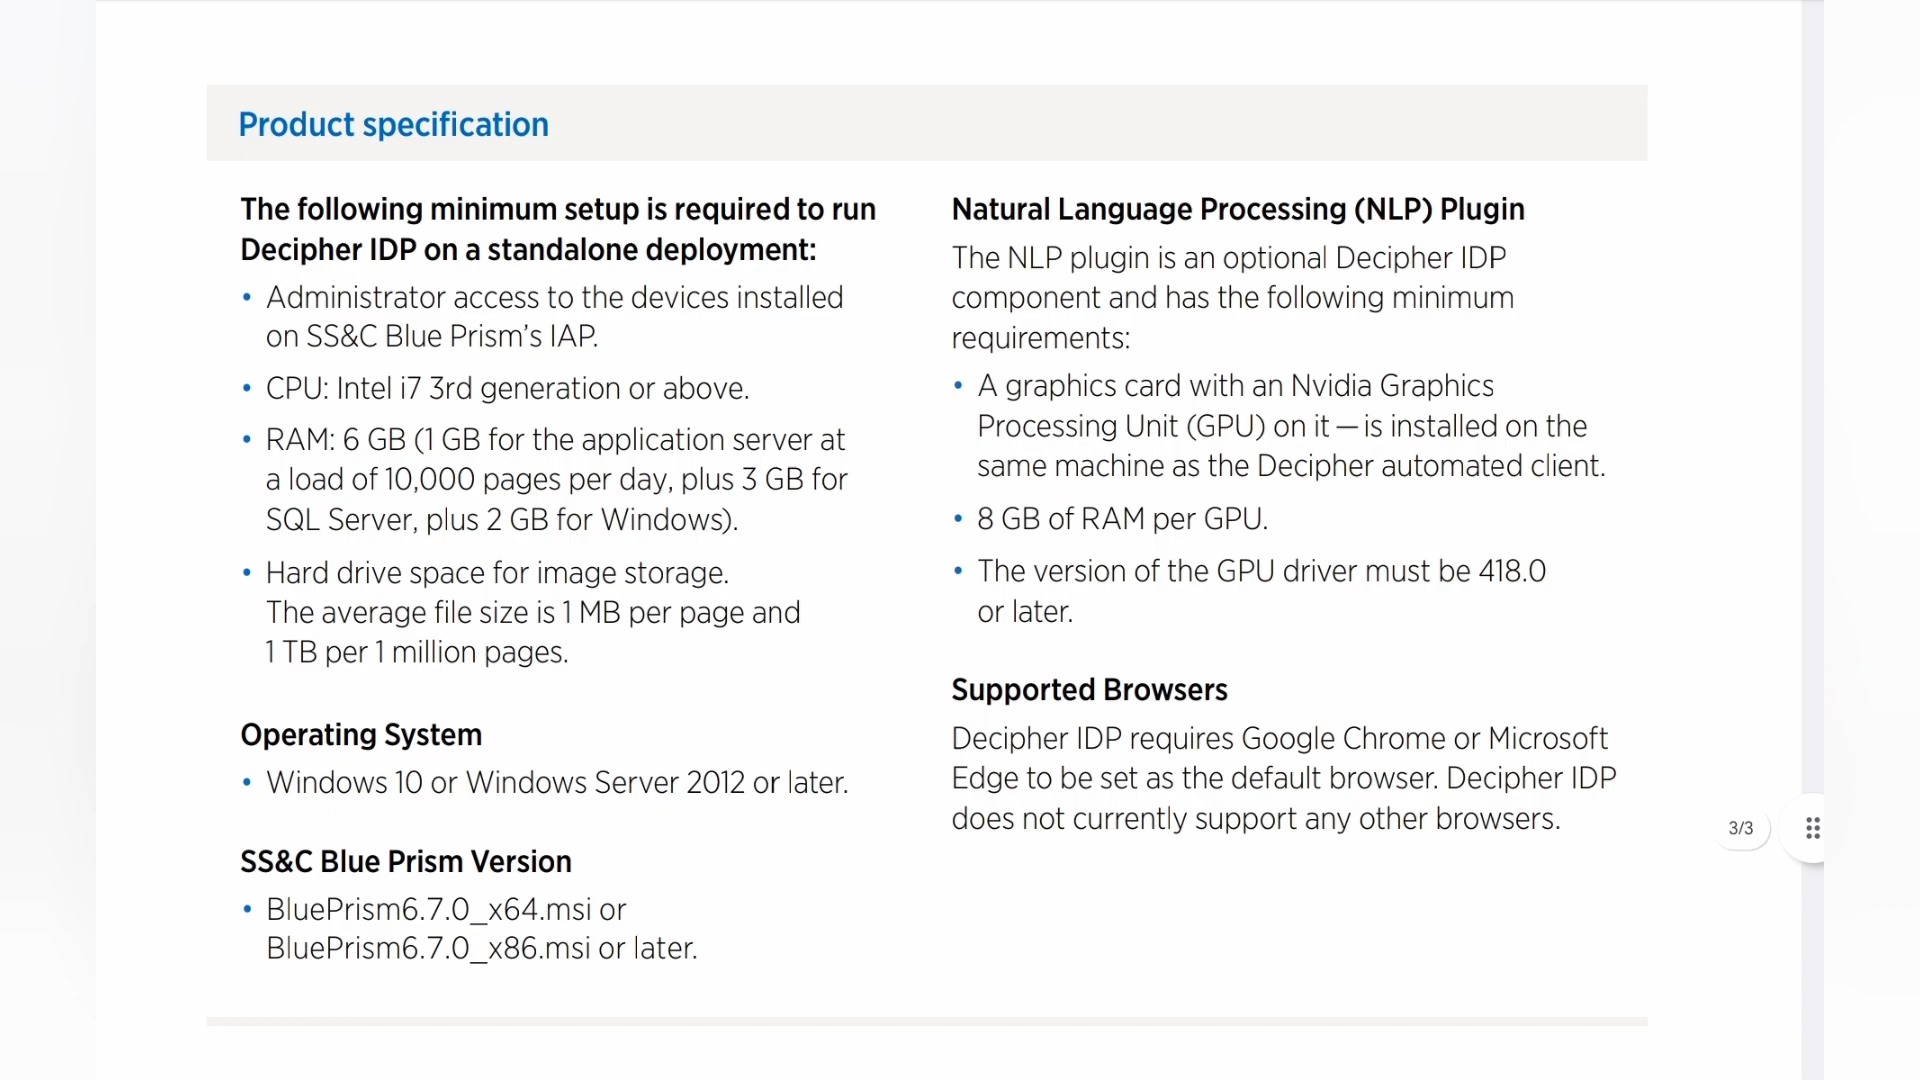 Product specification
The following minimum setup is required to run
Decipher IDP on a standalone deployment:
• Administrator access to the devices installed
on SS&C Blue Prism’s IAP.
• CPU: Intel i7 3rd generation or above.
• RAM: 6 GB (1 GB for the application server at
a load of 10,000 pages per day, plus 3 GB for
SQL Server, plus 2 GB for Windows).
• Hard drive space for image storage.
The average file size is 1 MB per page and
1 TB per 1 million pages.
Operating System
• Windows 10 or Windows Server 2012 or later.
SS&C Blue Prism Version
• BluePrism6.7.0_x64.msi or
BluePrism6.7.0_x86.msi or later.
Natural Language Processing (NLP) Plugin
The NLP plugin is an optional Decipher IDP
component and has the following minimum
requirements:
• A graphics card with an Nvidia Graphics
Processing Unit (GPU) on it — is installed on the
same machine as the Decipher automated client.
• 8 GB of RAM per GPU.
• The version of the GPU driver must be 418.0
or later.
Supported Browsers
Decipher IDP requires Google Chrome or Microsoft
Edge to be set as the default browser. Decipher IDP
does not currently support any other browsers.
3/3